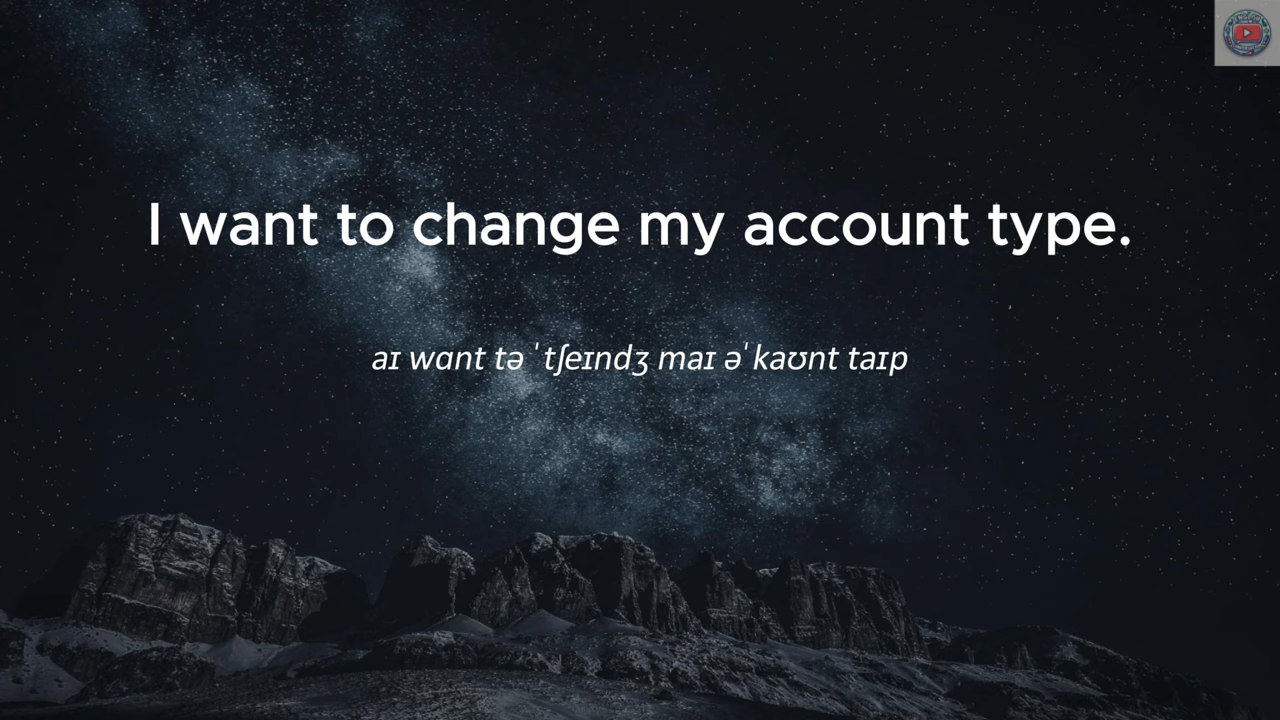 I want to change my account type.
aɪ wɑnt tə ˈtʃeɪndʒ maɪ əˈkaʊnt taɪp